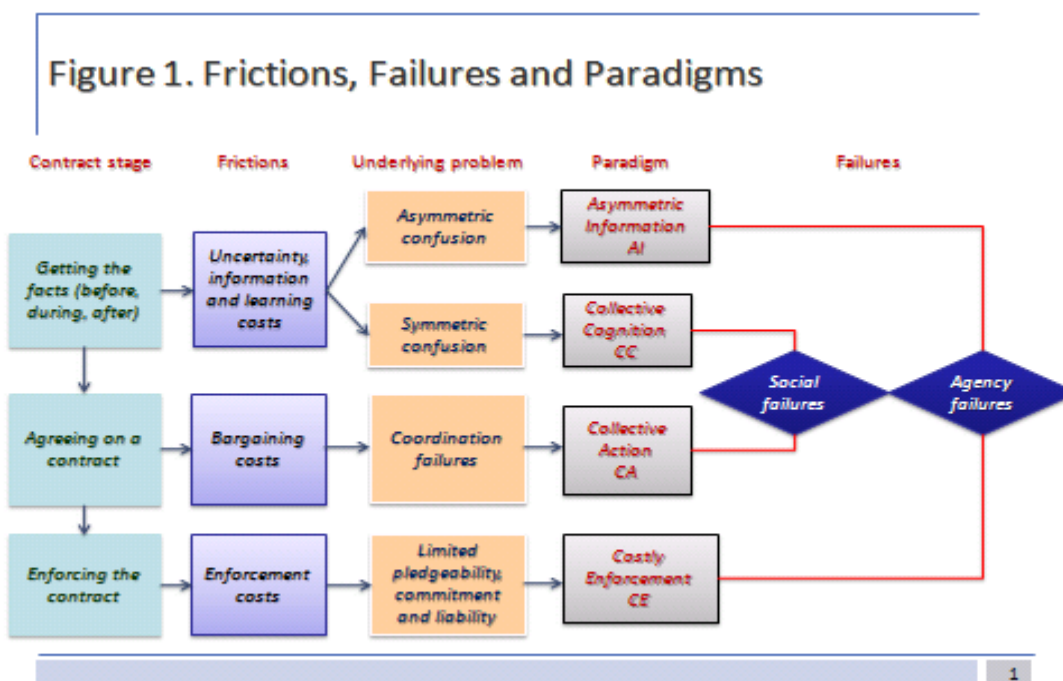 Figure 1. Frictions, Failures and Paradigms
Contract stage
Frictions
Underlying problem
Paradigm
Failures
Getting the
facts (before,
during, after)
Uncertainty,
information
and learning
costs
Asymmetric
confusion
Asymmetric
Information
AI
Symmetric
confusion
Collective
Cognition
CC
Social
failures
Agency
failures
Agreeing on a
contract
Bargaining
costs
Coordination
failures
Collective
Action
CA
Enforcing the
contract
Enforcement
costs
Limited
pledgeability,
commitment
and liability
Costly
Enforcement
CE
1